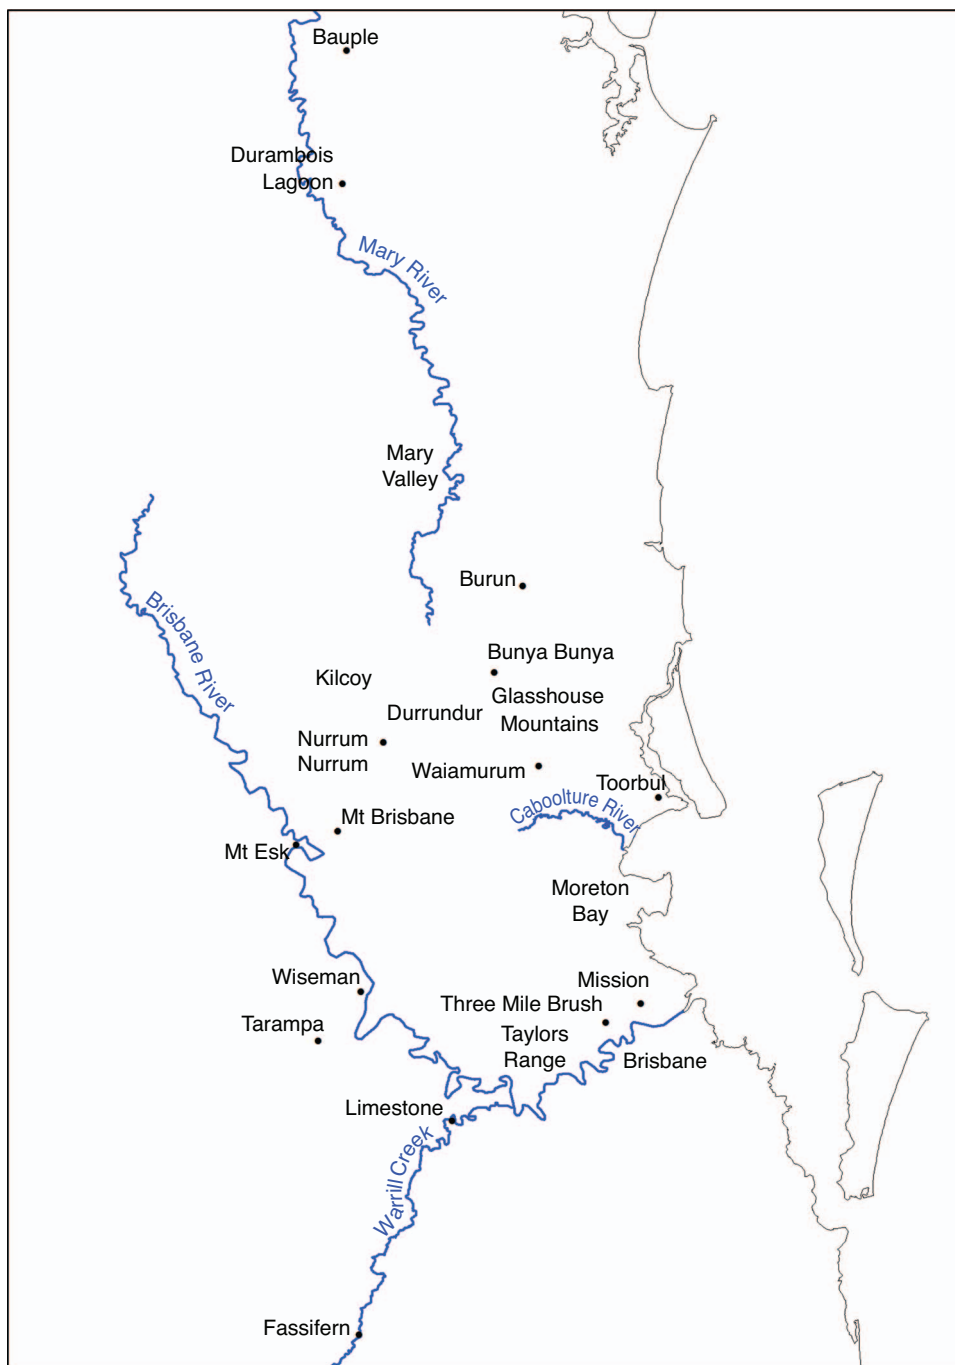 Bauple
Durambois
Lagoon
Mary River
Mary
Valley
Burun
Brisbane River
Bunya Bunya
Kilcoy
Glasshouse
Mountains
Durrundur
Nurrum
Nurrum
Waiamurum
Toorbul
Caboolture River
Mt Brisbane
Mt Esk
Moreton
Bay
Wiseman
Mission
Three Mile Brush
Tarampa
Taylors
Range
Brisbane
Limestone
Warrill Creek
Fassifern